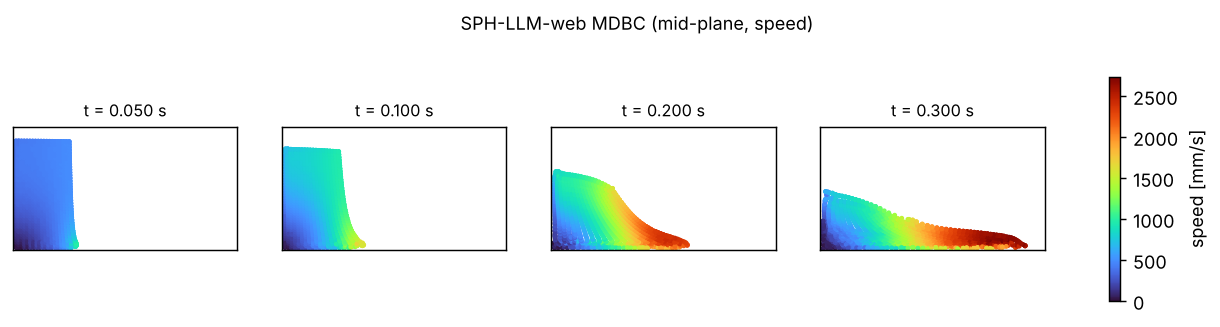 SPH-LLM-web MDBC (mid-plane, speed)
t = 0.050 s
t = 0.100 s
t = 0.200 s
t = 0.300 s
2500
2000
1500
1000
500
0
speed [mm/s]